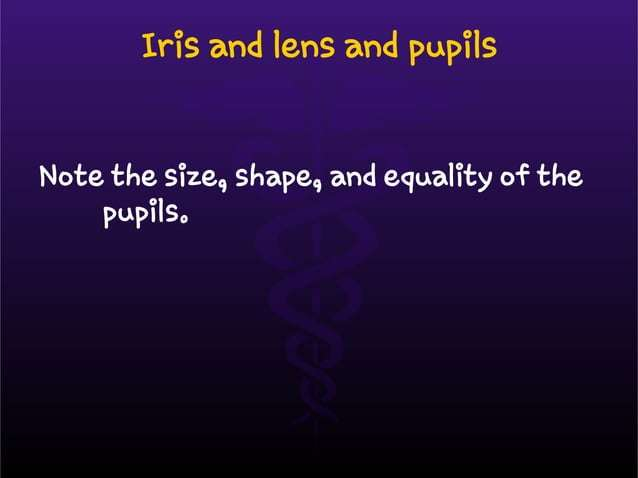 Iris and lens and pupils
Note the size, shape, and equality of the
pupils.